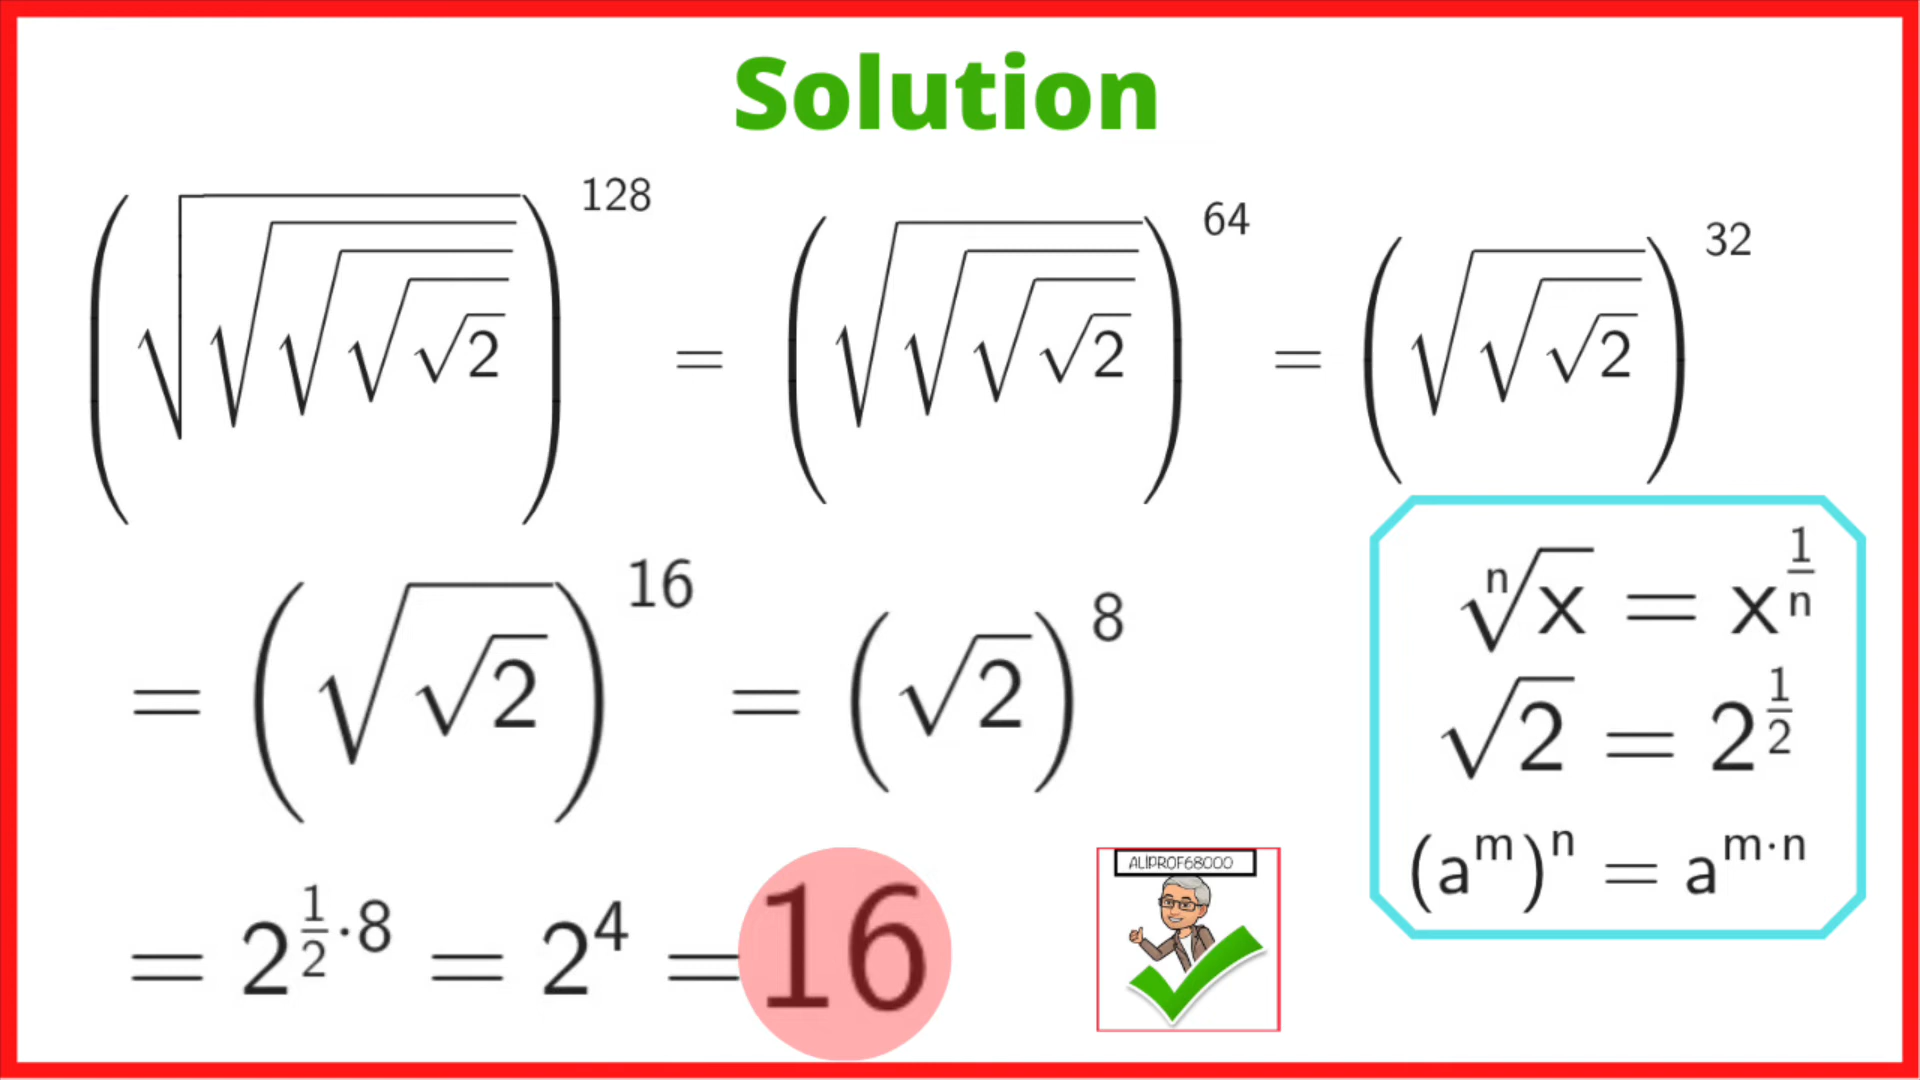 Solution
(√√√√√2)^128 = (√√√√2)^64 = (√√√2)^32
= (√√2)^16 = (√2)^8
= 2^(1/2·8) = 2^4 = 16
ⁿ√x = x^(1/n)
√2 = 2^(1/2)
(a^m)^n = a^(m·n)
ALIPROF68000